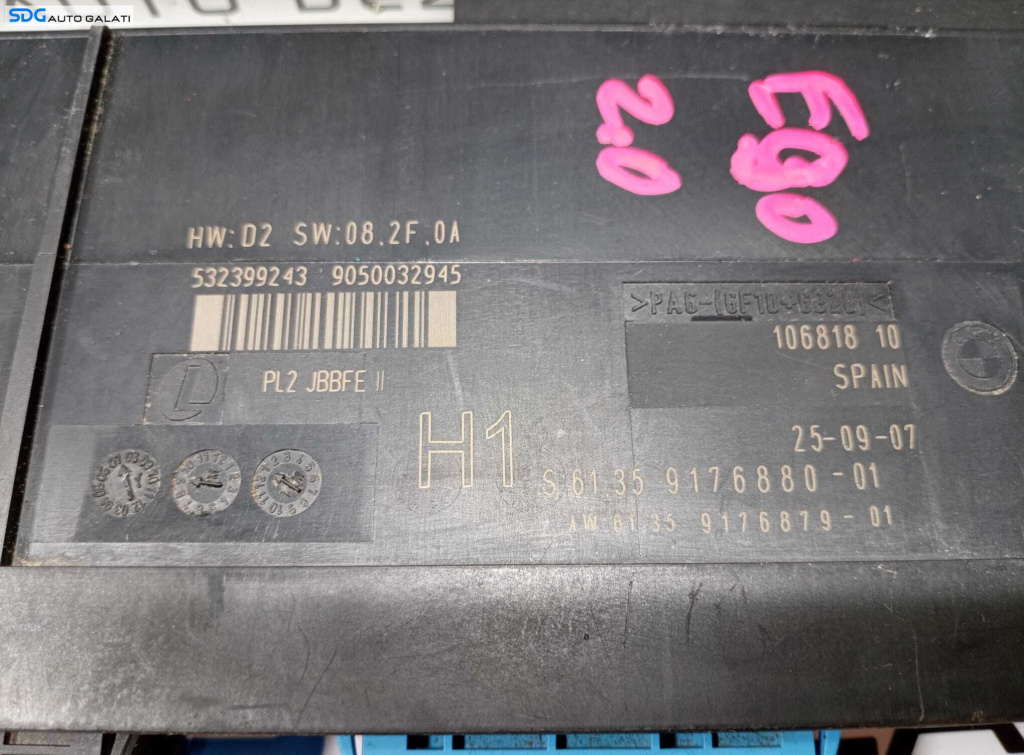 SDG AUTO GALATI
E90
2.0
HW:D2 SW:08.2F.0A
532399243 9050032945
>PA6-(GF10+GB20)<
106818 10
PL2 JBBFE II
SPAIN
H1
25-09-07
S 61.35 9176880-01
AW:61.35 9176879-01